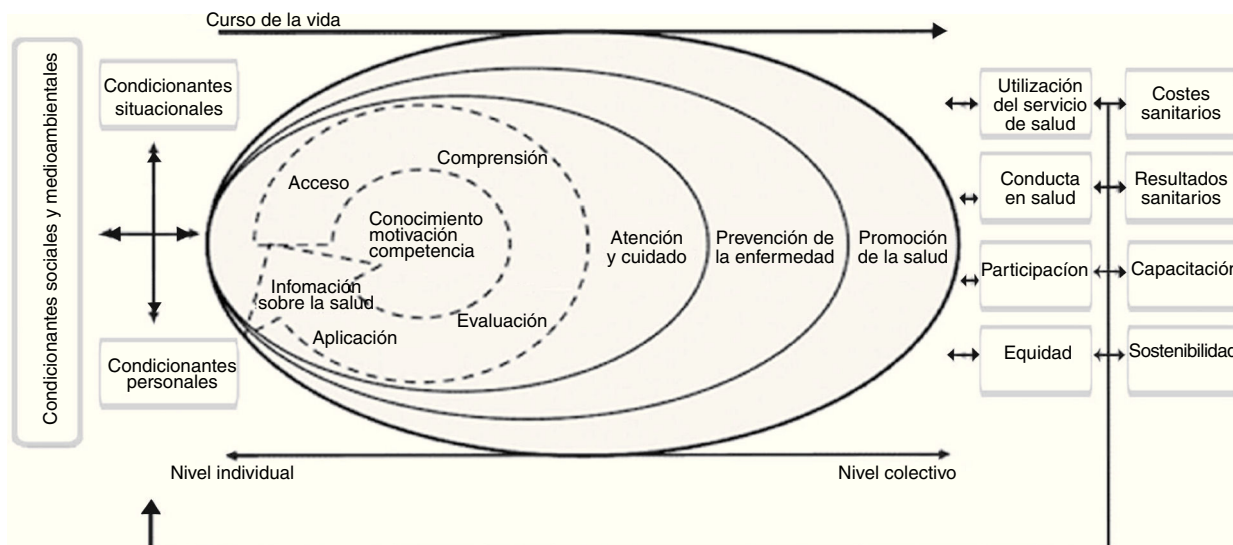 Curso de la vida
Condicionantes sociales y medioambientales
Condicionantes
situacionales
Condicionantes
personales
Acceso
Comprensión
Conocimiento
motivación
competencia
Infomación
sobre la salud
Aplicación
Evaluación
Atención
y cuidado
Prevención de
la enfermedad
Promoción
de la salud
Utilización
del servicio
de salud
Costes
sanitarios
Conducta
en salud
Resultados
sanitarios
Participacíon
Capacitación
Equidad
Sostenibilidad
Nivel individual
Nivel colectivo